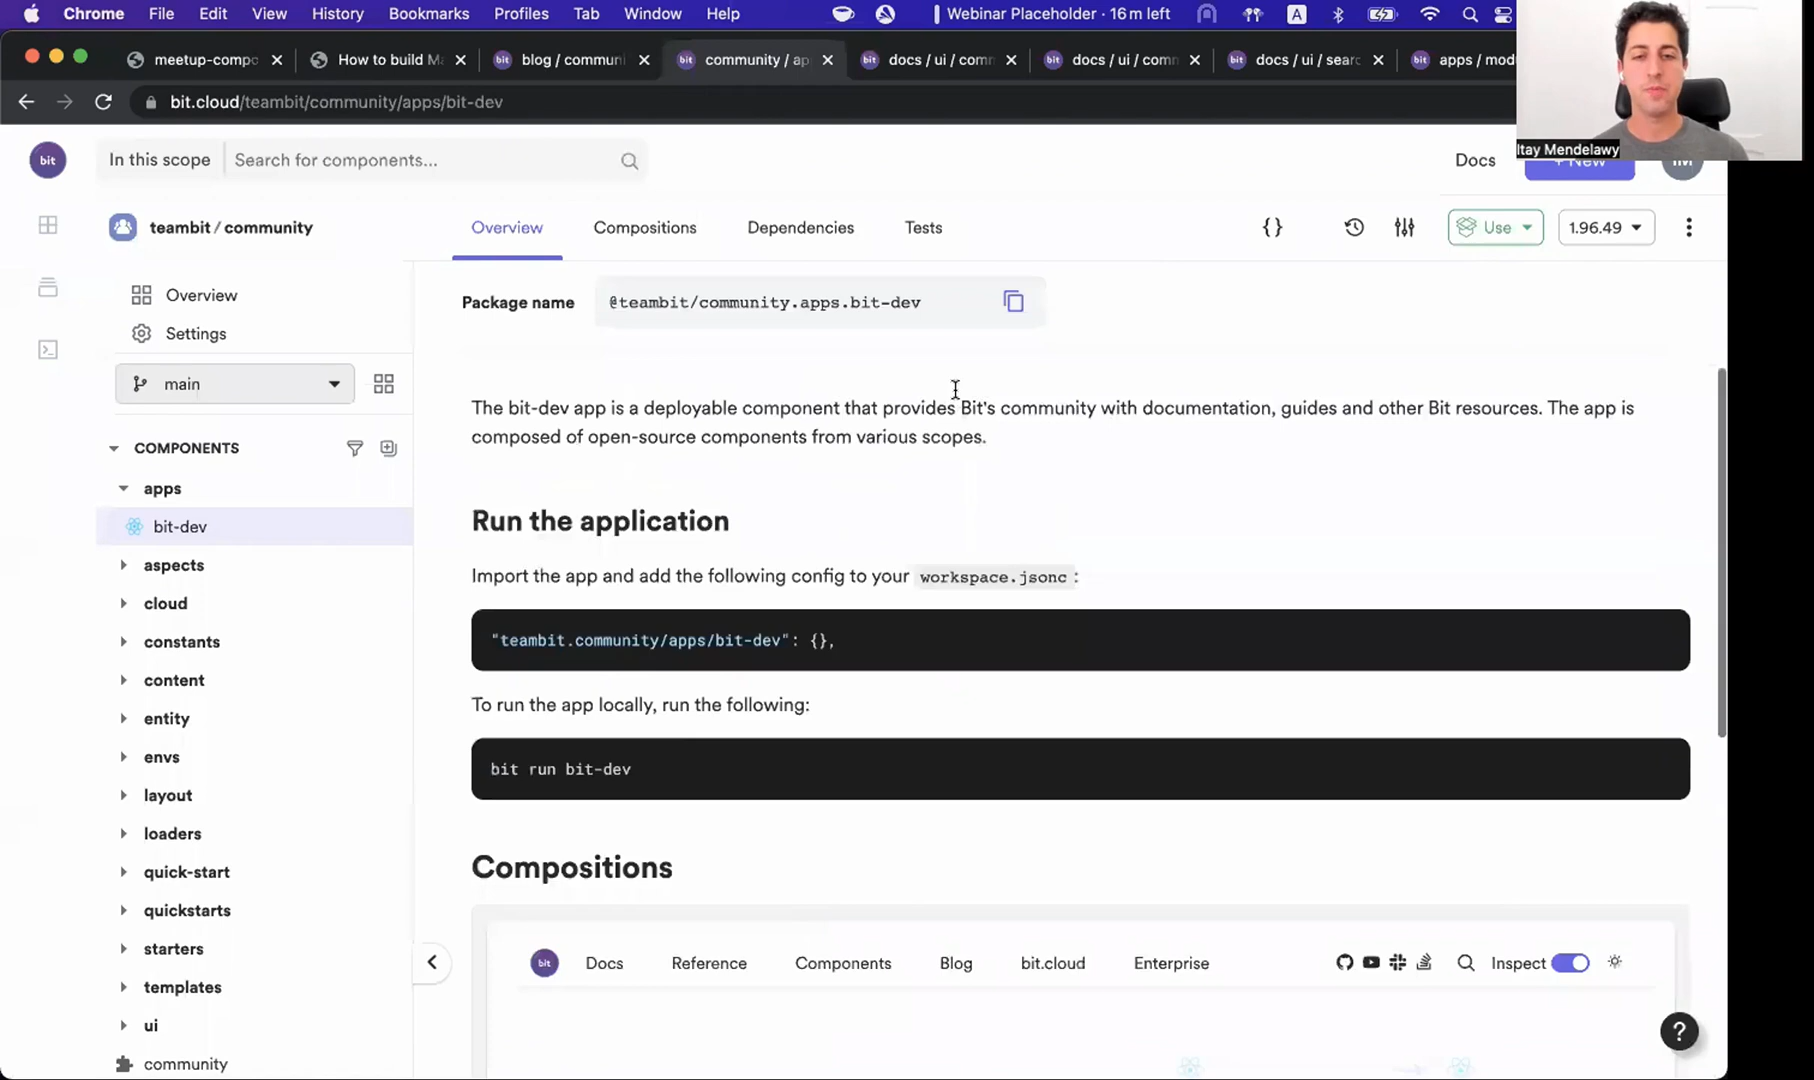 Chrome File Edit View History Bookmarks Profiles Tab Window Help Webinar Placeholder · 16 m left A
meetup-compo How to build Ma blog / communi community / ap docs / ui / comm docs / ui / comm docs / ui / searc apps / mod
bit.cloud/teambit/community/apps/bit-dev
Itay Mendelawy
bit In this scope Search for components... Docs + New IM
teambit / community Overview Compositions Dependencies Tests {} Use 1.96.49
Overview
Settings
main
COMPONENTS
apps
bit-dev
aspects
cloud
constants
content
entity
envs
layout
loaders
quick-start
quickstarts
starters
templates
ui
community
Package name @teambit/community.apps.bit-dev
The bit-dev app is a deployable component that provides Bit's community with documentation, guides and other Bit resources. The app is
composed of open-source components from various scopes.
Run the application
Import the app and add the following config to your workspace.jsonc :
"teambit.community/apps/bit-dev": {},
To run the app locally, run the following:
bit run bit-dev
Compositions
bit Docs Reference Components Blog bit.cloud Enterprise Inspect
?